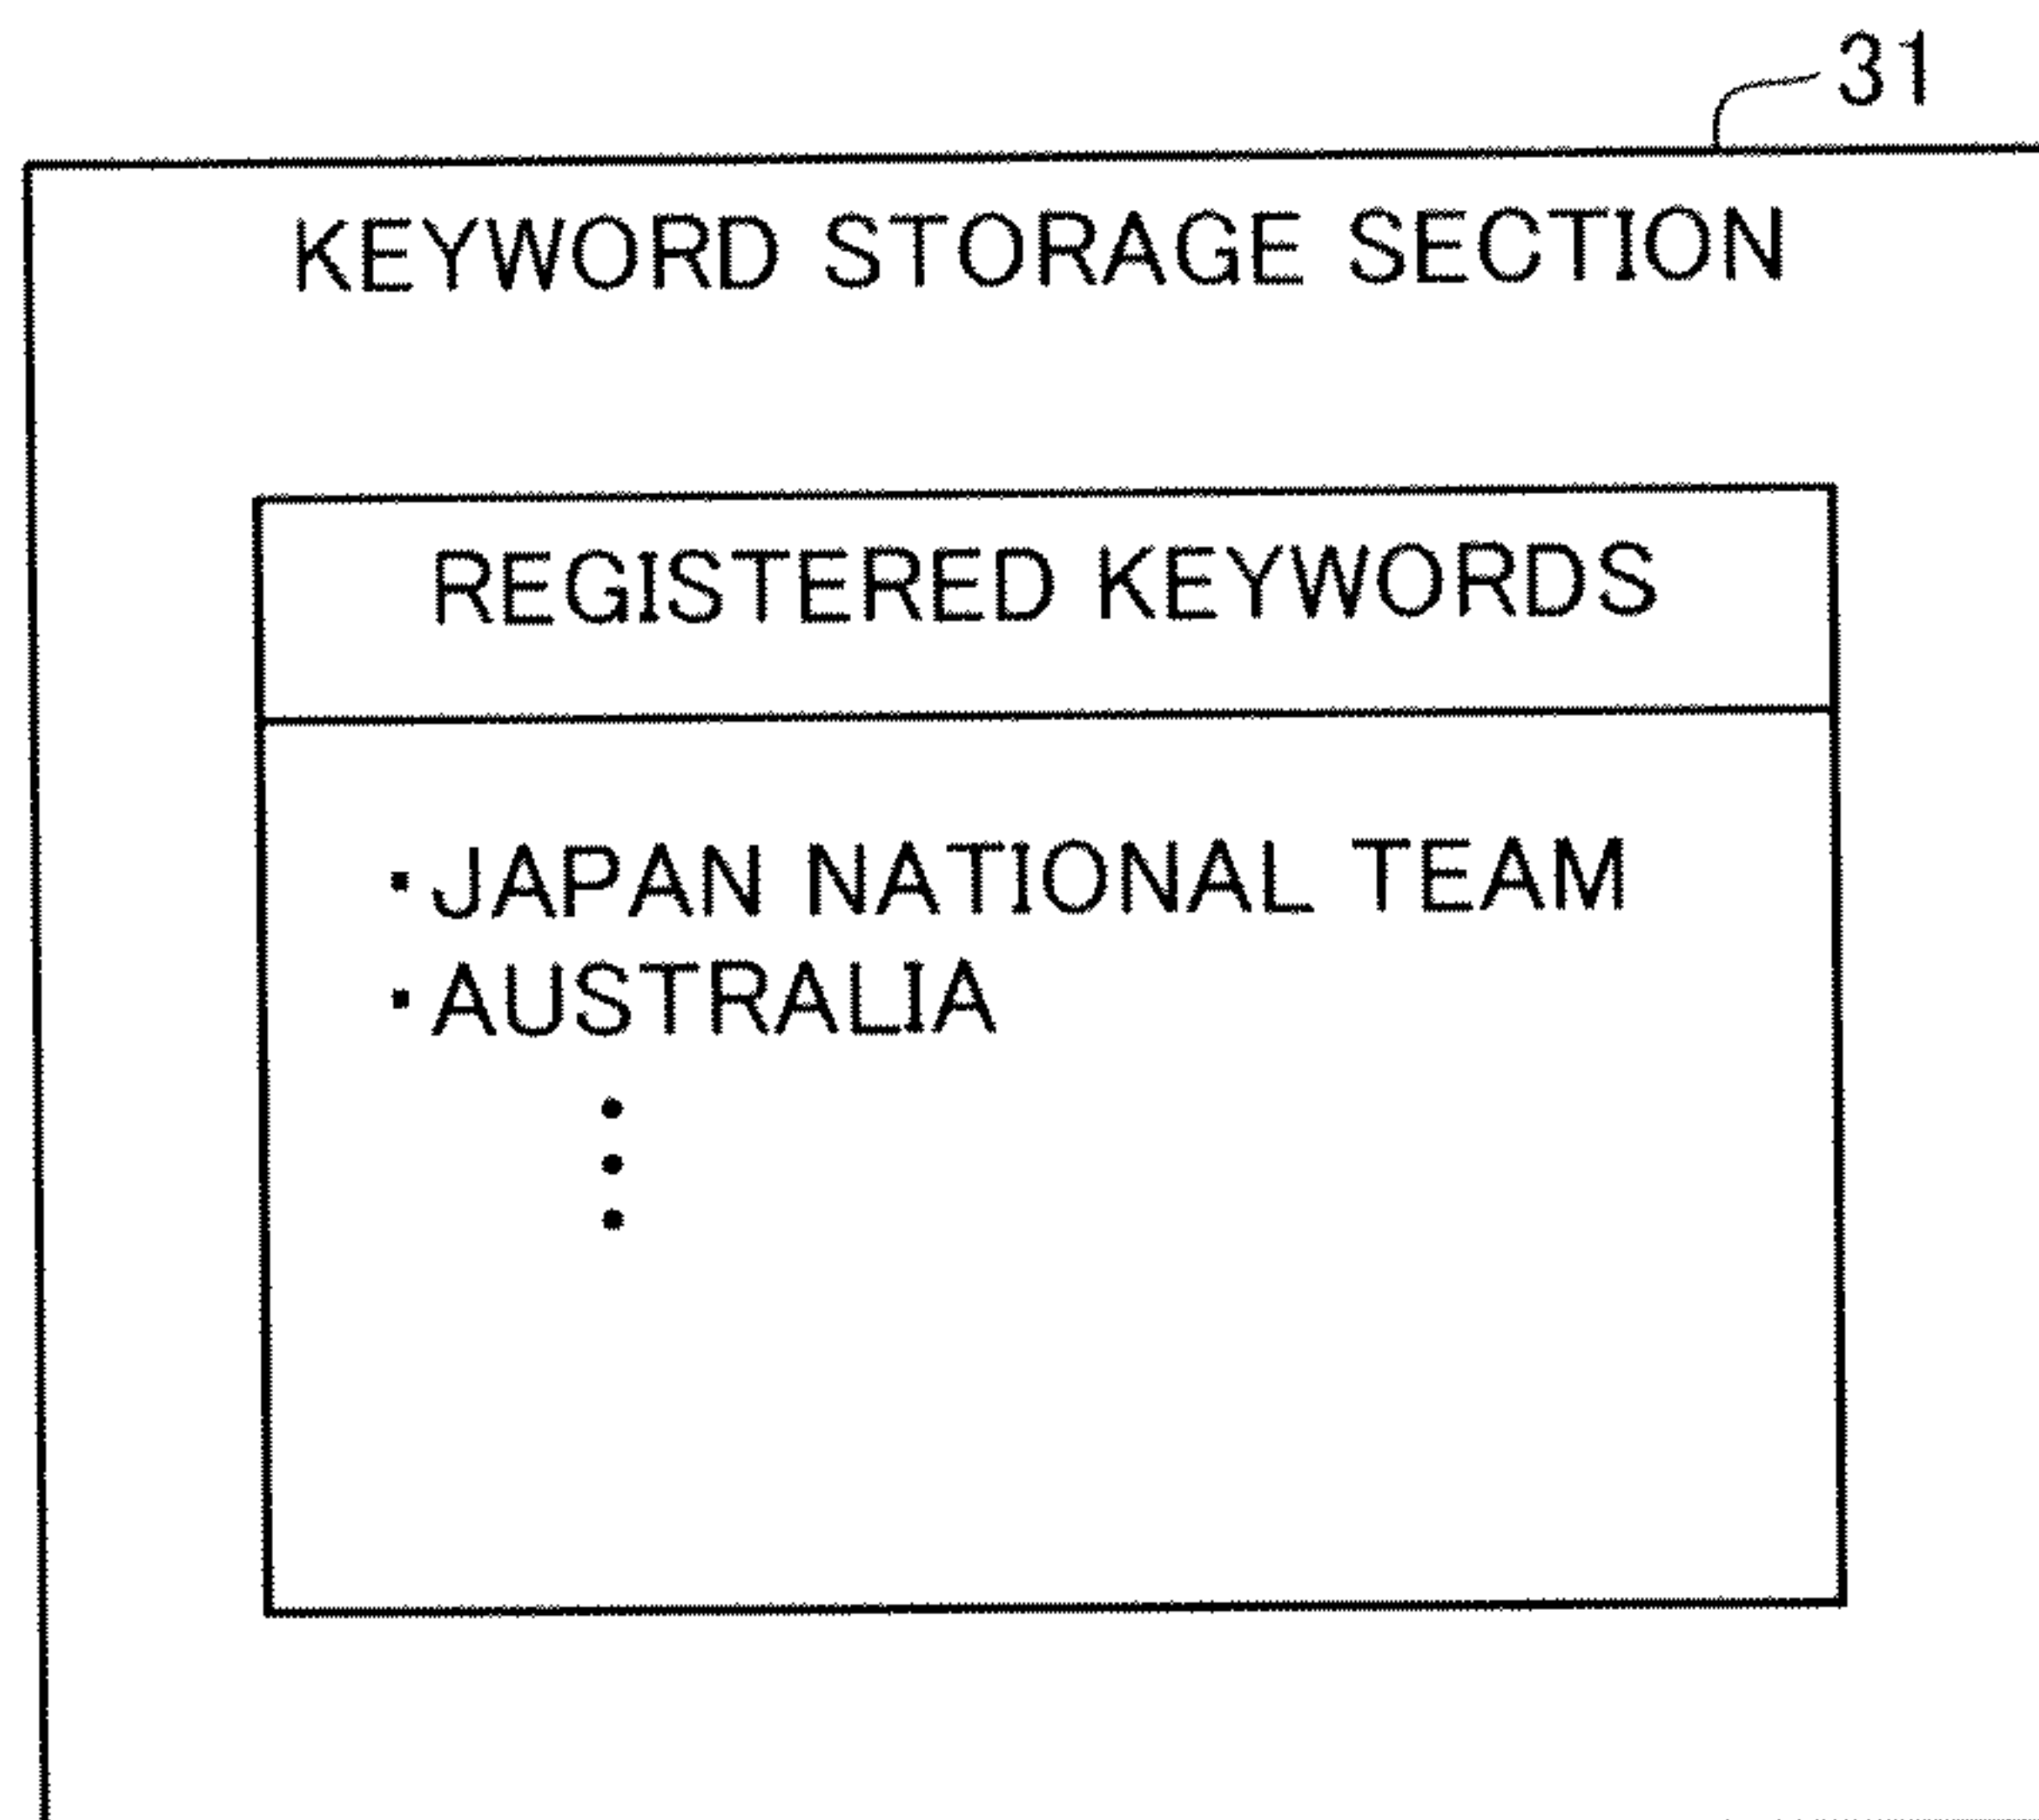 31
KEYWORD STORAGE SECTION
REGISTERED KEYWORDS
・JAPAN NATIONAL TEAM
・AUSTRALIA